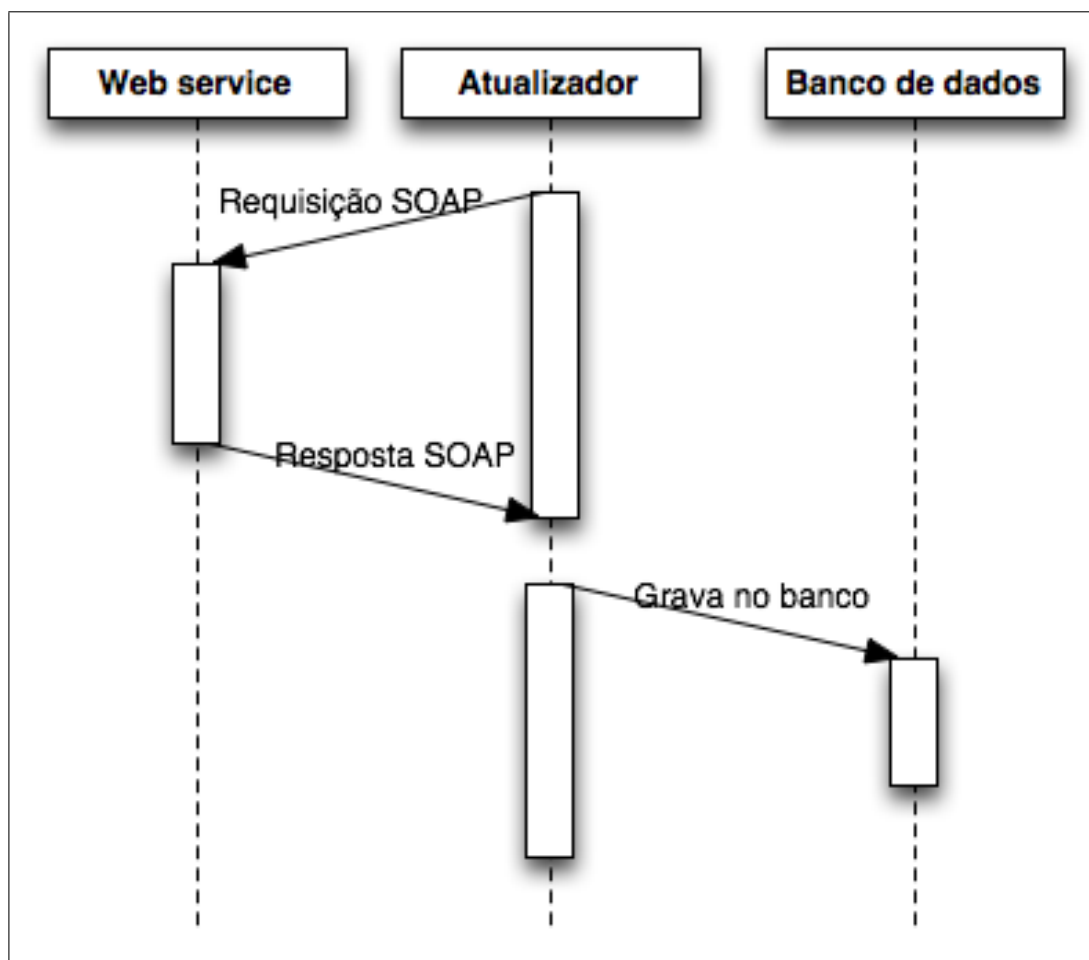 Web service
Atualizador
Banco de dados
Requisição SOAP
Resposta SOAP
Grava no banco